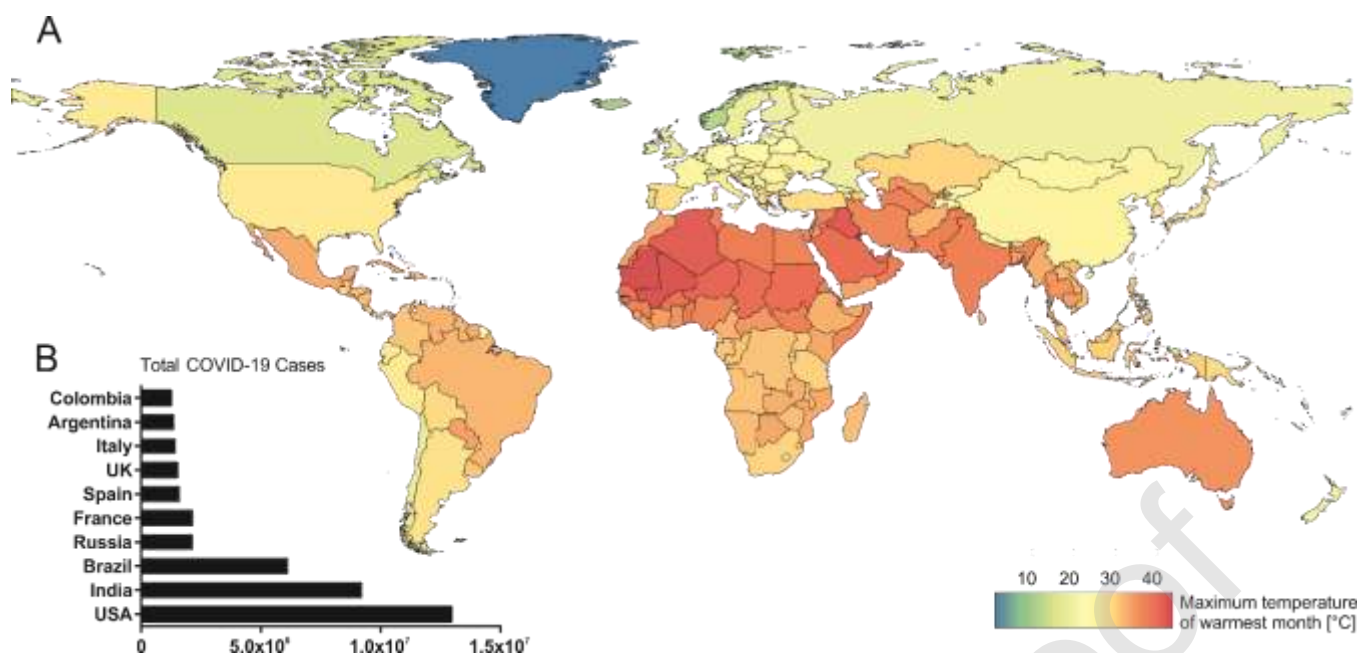 A
B
Total COVID-19 Cases
Colombia
Argentina
Italy
UK
Spain
France
Russia
Brazil
India
USA
0 5.0x10⁶ 1.0x10⁷ 1.5x10⁷
10 20 30 40
Maximum temperature
of warmest month [°C]